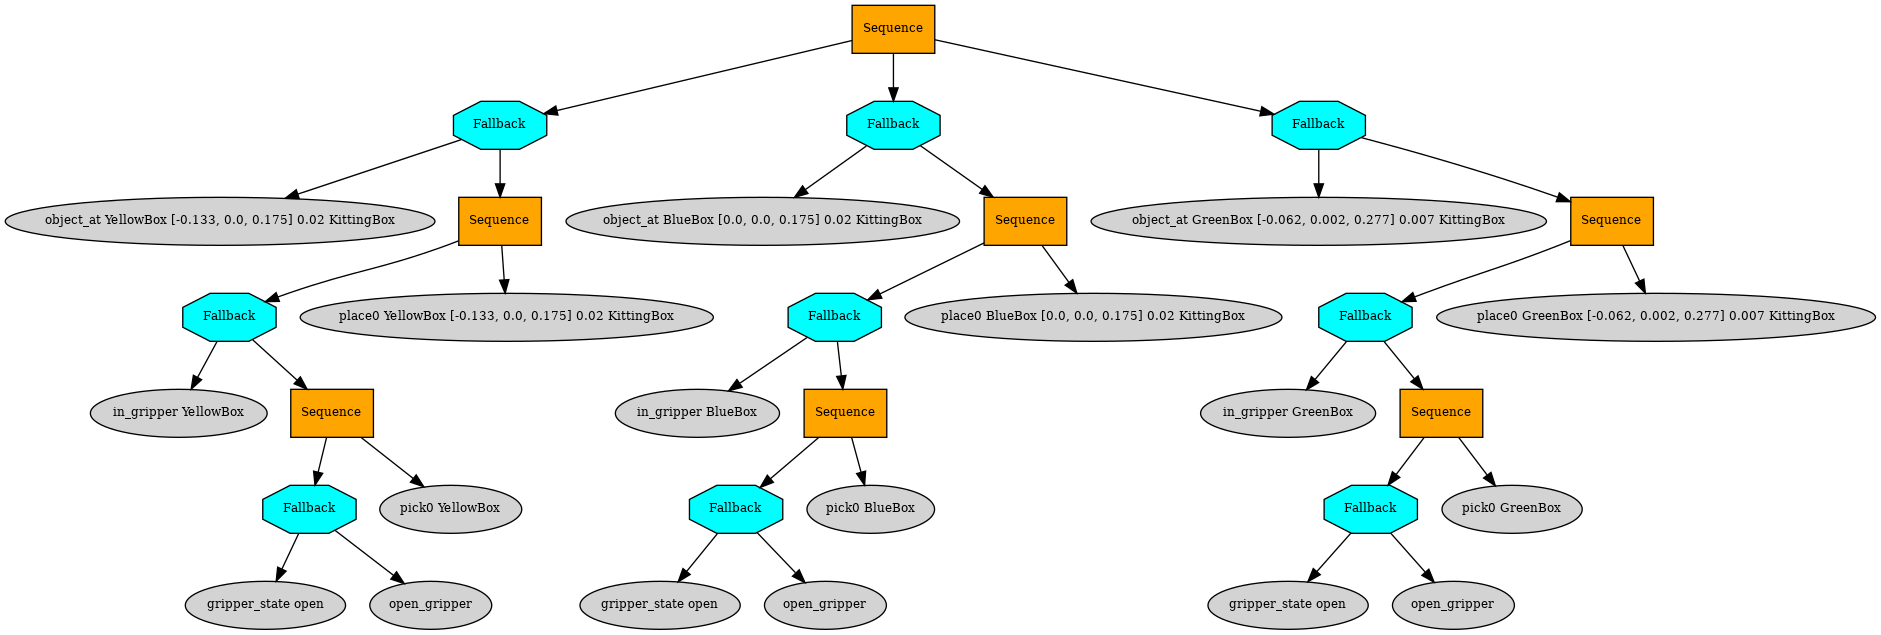 Sequence
Fallback
Fallback
Fallback
object_at YellowBox [-0.133, 0.0, 0.175] 0.02 KittingBox
Sequence
object_at BlueBox [0.0, 0.0, 0.175] 0.02 KittingBox
Sequence
object_at GreenBox [-0.062, 0.002, 0.277] 0.007 KittingBox
Sequence
Fallback
place0 YellowBox [-0.133, 0.0, 0.175] 0.02 KittingBox
Fallback
place0 BlueBox [0.0, 0.0, 0.175] 0.02 KittingBox
Fallback
place0 GreenBox [-0.062, 0.002, 0.277] 0.007 KittingBox
in_gripper YellowBox
Sequence
in_gripper BlueBox
Sequence
in_gripper GreenBox
Sequence
Fallback
pick0 YellowBox
Fallback
pick0 BlueBox
Fallback
pick0 GreenBox
gripper_state open
open_gripper
gripper_state open
open_gripper
gripper_state open
open_gripper